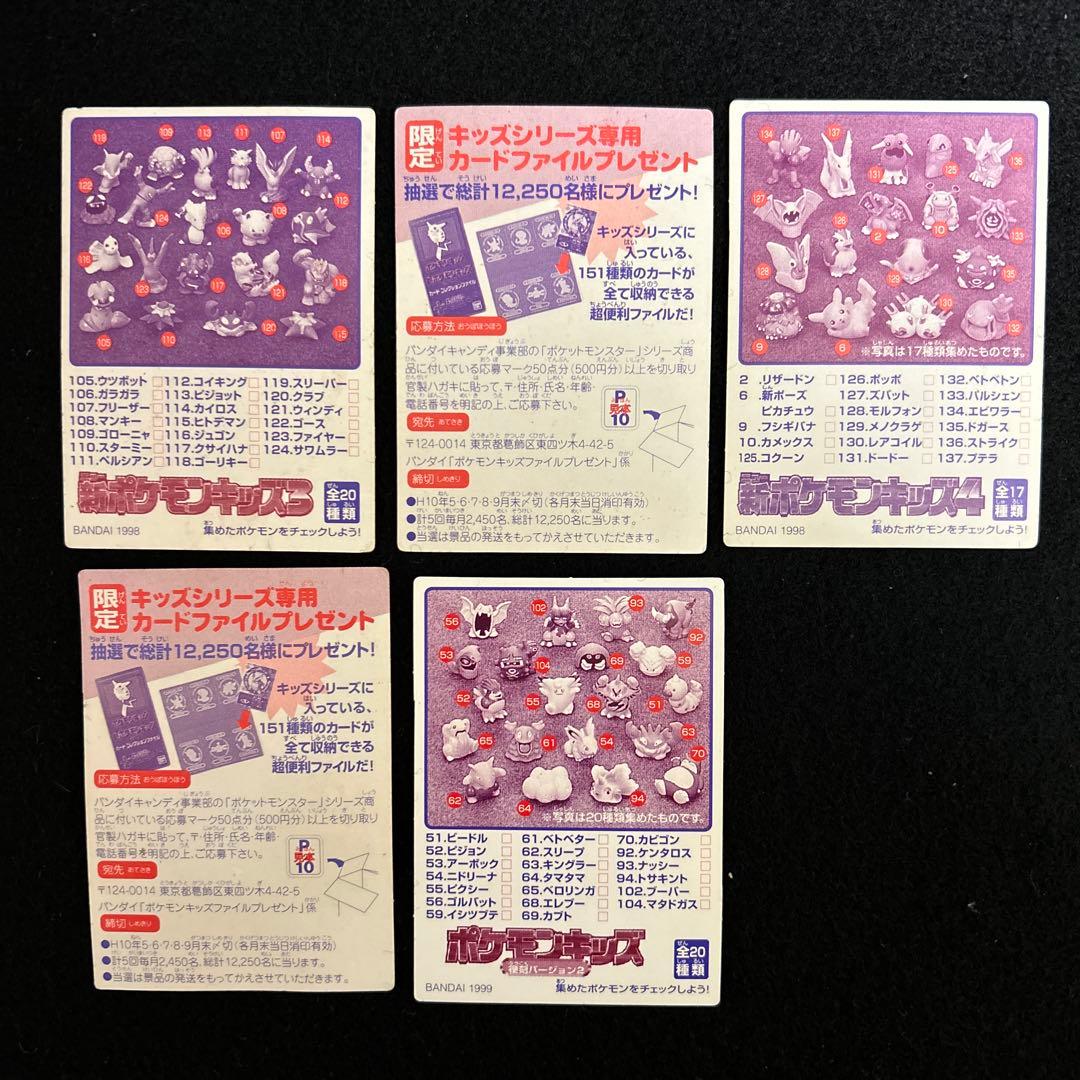 119
109
113
111
107
114
122
124
108
112
106
116
123
117
121
118
105
110
120
115
105.ウツボット
106.ガラガラ
107.フリーザー
108.マンキー
109.ゴローニャ
110.スターミー
111.ペルシアン
112.コイキング
113.ピジョット
114.カイロス
115.ヒトデマン
116.ジュゴン
117.クサイハナ
118.ゴーリキー
119.スリーパー
120.クラブ
121.ウィンディ
122.ゴース
123.ファイヤー
124.サワムラー
新ポケモンキッズ3
全20種類
BANDAI 1998
集めたポケモンをチェックしよう!
限定
キッズシリーズ専用
カードファイルプレゼント
抽選で総計12,250名様にプレゼント!
キッズシリーズに
入っている、
151種類のカードが
全て収納できる
超便利ファイルだ!
応募方法 おうぼほうほう
バンダイキャンディ事業部の「ポケットモンスター」シリーズ商
品に付いている応募マーク50点分(500円分)以上を切り取り
官製ハガキに貼って、〒・住所・氏名・年齢・
電話番号を明記の上、ご応募下さい。
P
見本
10
宛先 あてさき
〒124-0014 東京都葛飾区東四ツ木4-42-5
バンダイ「ポケモンキッズファイルプレゼント」係
締切 しめきり
●H10年5・6・7・8・9月末〆切(各月末当日消印有効)
●計5回毎月2,450名、総計12,250名に当ります。
●当選は景品の発送をもってかえさせていただきます。
134
137
131
125
136
127
126
2
10
133
128
129
135
130
9
6
132
※写真は17種類集めたものです。
2 .リザードン
6 .新ポーズ
ピカチュウ
9 .フシギバナ
10.カメックス
125.コクーン
126.ポッポ
127.ズバット
128.モルフォン
129.メノクラゲ
130.レアコイル
131.ドードー
132.ベトベトン
133.パルシェン
134.エビワラー
135.ドガース
136.ストライク
137.プテラ
新ポケモンキッズ4
全17種類
BANDAI 1998
集めたポケモンをチェックしよう!
限定
キッズシリーズ専用
カードファイルプレゼント
抽選で総計12,250名様にプレゼント!
キッズシリーズに
入っている、
151種類のカードが
全て収納できる
超便利ファイルだ!
応募方法 おうぼほうほう
バンダイキャンディ事業部の「ポケットモンスター」シリーズ商
品に付いている応募マーク50点分(500円分)以上を切り取り
官製ハガキに貼って、〒・住所・氏名・年齢・
電話番号を明記の上、ご応募下さい。
P
見本
10
宛先 あてさき
〒124-0014 東京都葛飾区東四ツ木4-42-5
バンダイ「ポケモンキッズファイルプレゼント」係
締切 しめきり
●H10年5・6・7・8・9月末〆切(各月末当日消印有効)
●計5回毎月2,450名、総計12,250名に当ります。
●当選は景品の発送をもってかえさせていただきます。
56
102
93
92
53
104
69
59
52
55
68
51
65
61
54
63
70
62
64
94
※写真は20種類集めたものです。
51.ビードル
52.ピジョン
53.アーボック
54.ニドリーナ
55.ピクシー
56.ゴルバット
59.イシツブテ
61.ベトベター
62.スリープ
63.キングラー
64.タマタマ
65.ベロリンガ
68.エレブー
69.カブト
70.カビゴン
92.ケンタロス
93.ナッシー
94.トサキント
102.ブーバー
104.マタドガス
ポケモンキッズ
復刻バージョン2
全20種類
BANDAI 1999
集めたポケモンをチェックしよう!